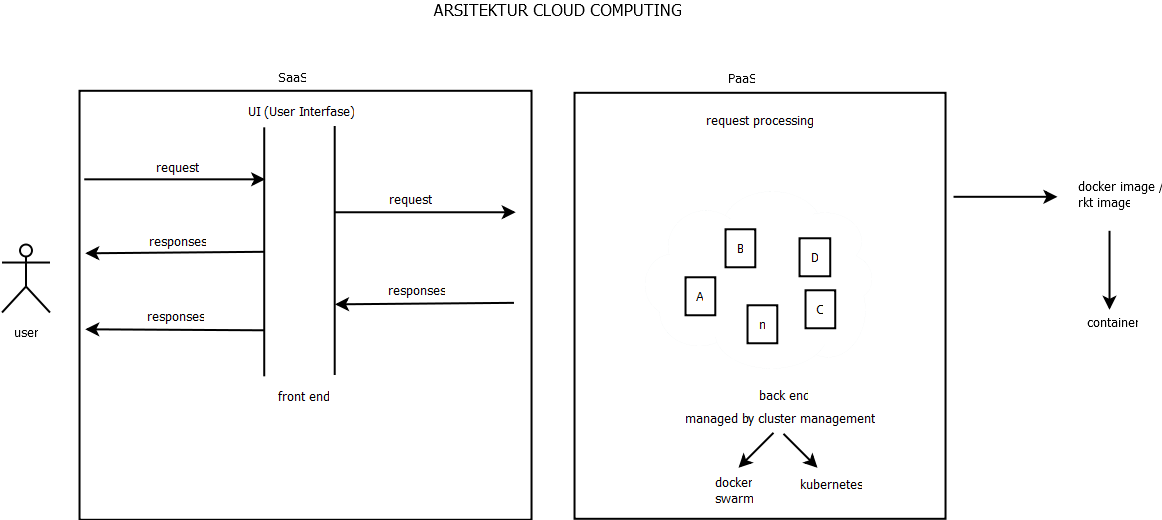 ARSITEKTUR CLOUD COMPUTING
SaaS
UI (User Interfase)
request
request
responses
responses
responses
user
front end
PaaS
request processing
B
D
A
C
n
back end
managed by cluster management
docker
swarm
kubernetes
docker image /
rkt image
container